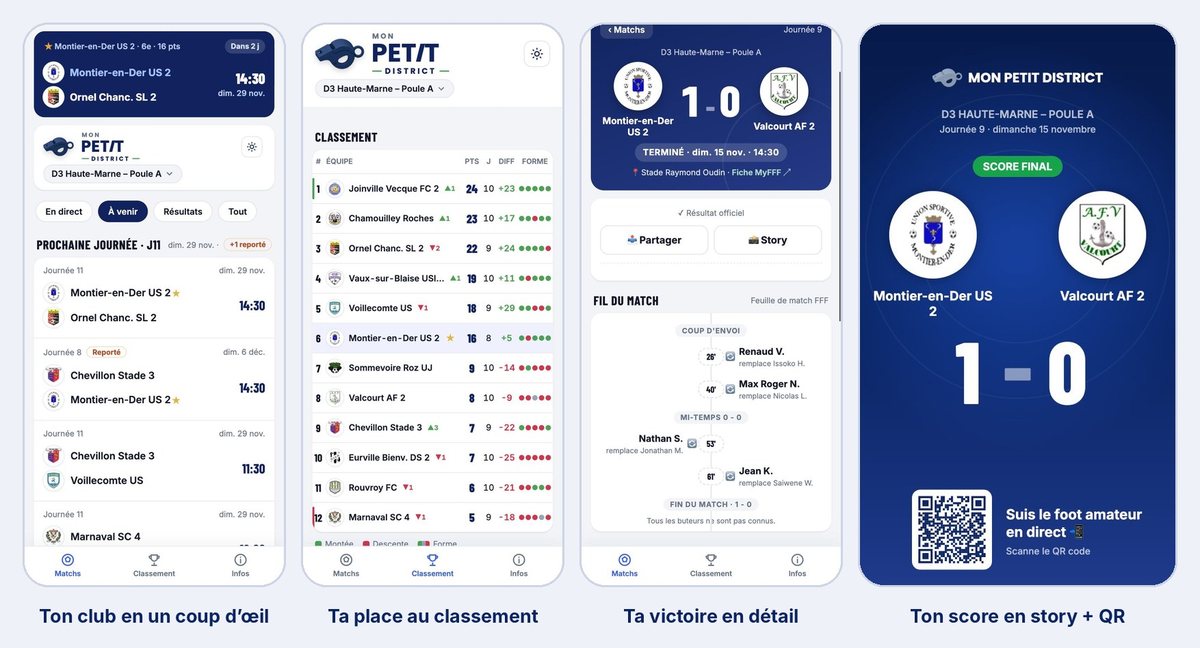 ★ Montier-en-Der US 2 · 6e · 16 pts
Dans 2 j
Montier-en-Der US 2
Ornel Chanc. SL 2
14:30
dim. 29 nov.
MON
PETIT
DISTRICT
D3 Haute-Marne – Poule A
En direct
À venir
Résultats
Tout
PROCHAINE JOURNÉE · J11
dim. 29 nov. ·
+1 reporté
Journée 11
dim. 29 nov.
Montier-en-Der US 2 ★
Ornel Chanc. SL 2
14:30
Journée 8
Reporté
dim. 6 déc.
Chevillon Stade 3
Montier-en-Der US 2 ★
14:30
Journée 11
dim. 29 nov.
Chevillon Stade 3
Voillecomte US
11:30
Journée 11
dim. 29 nov.
Marnaval SC 4
Matchs
Classement
Infos
Ton club en un coup d’œil
MON
PETIT
DISTRICT
D3 Haute-Marne – Poule A
CLASSEMENT
# ÉQUIPE PTS J DIFF FORME
1 Joinville Vecque FC 2 ▲1 24 10 +23
2 Chamouilley Roches ▲1 23 10 +17
3 Ornel Chanc. SL 2 ▼2 22 9 +24
4 Vaux-sur-Blaise USI... ▲1 19 10 +11
5 Voillecomte US ▼1 18 9 +29
6 Montier-en-Der US 2 ★ 16 8 +5
7 Sommevoire Roz UJ 9 10 -14
8 Valcourt AF 2 8 10 -9
9 Chevillon Stade 3 ▲3 7 9 -22
10 Eurville Bienv. DS 2 ▼1 7 10 -25
11 Rouvroy FC ▼1 6 10 -21
12 Marnaval SC 4 ▼1 5 9 -18
Montée Descente Forme
Matchs
Classement
Infos
Ta place au classement
‹ Matchs
Journée 9
D3 Haute-Marne – Poule A
Montier-en-Der
US 2
1-0
A.F.V
VALCOURT
Valcourt AF 2
TERMINÉ · dim. 15 nov. · 14:30
Stade Raymond Oudin · Fiche MyFFF ↗
✓ Résultat officiel
Partager
Story
FIL DU MATCH
Feuille de match FFF
COUP D'ENVOI
26'
Renaud V.
remplace Issoko H.
40'
Max Roger N.
remplace Nicolas L.
MI-TEMPS 0 - 0
Nathan S.
remplace Jonathan M.
53'
61'
Jean K.
remplace Saiwene W.
FIN DU MATCH · 1 - 0
Tous les buteurs ne sont pas connus.
Matchs
Classement
Infos
Ta victoire en détail
MON PETIT DISTRICT
D3 HAUTE-MARNE – POULE A
Journée 9 · dimanche 15 novembre
SCORE FINAL
UNION SPORTIVE
MONTIER-EN-DER
A.F.V
VALCOURT
Montier-en-Der US
2
Valcourt AF 2
1 - 0
Suis le foot amateur
en direct
Scanne le QR code
Ton score en story + QR